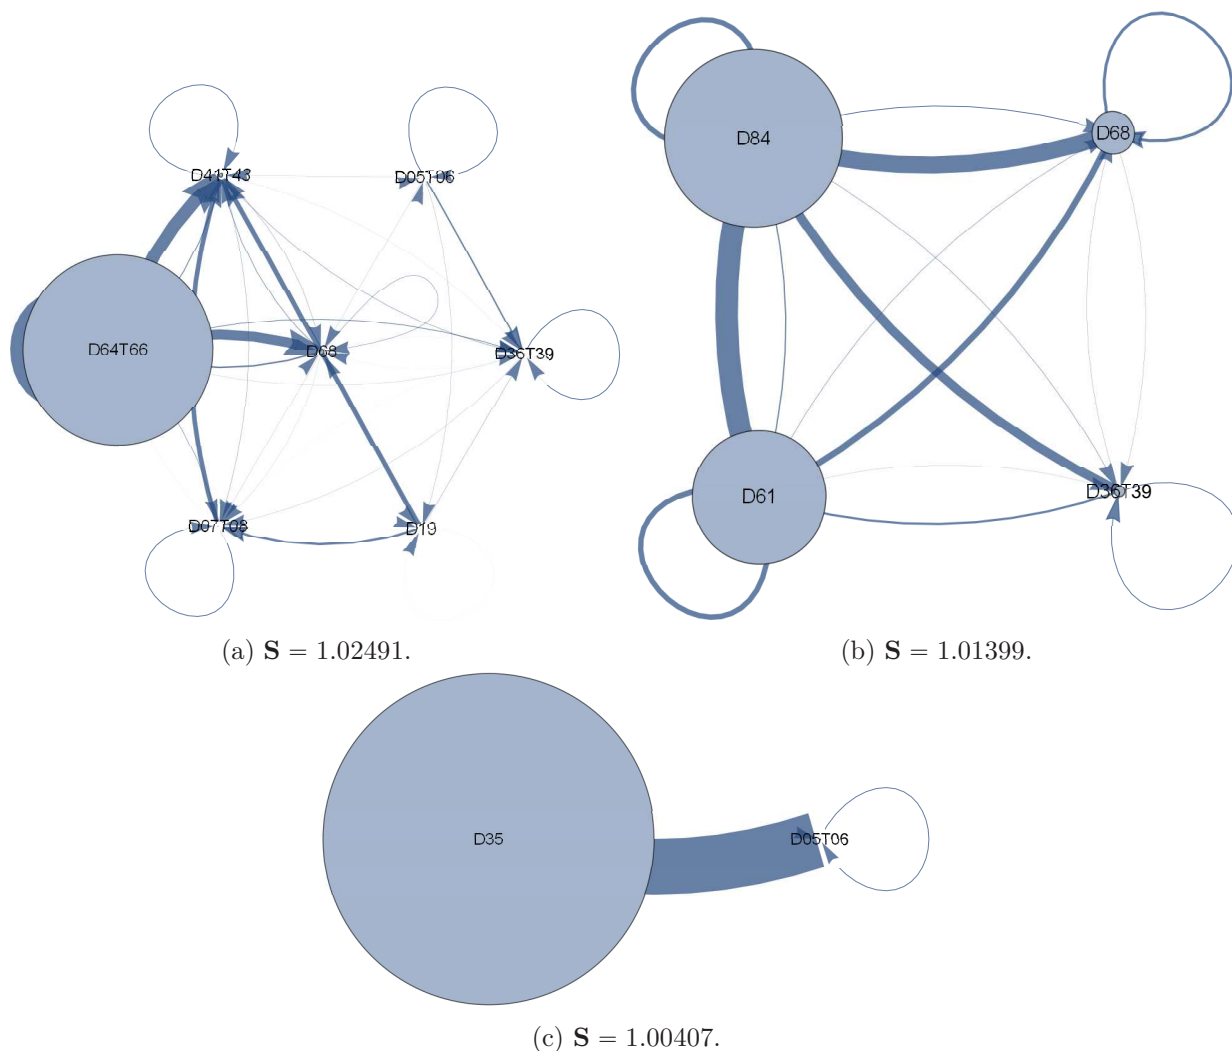 D41T43
D05T06
D64T66
D68
D36T39
D07T08
D19
D84
D68
D61
D36T39
(a) S = 1.02491.
(b) S = 1.01399.
D35
D05T06
(c) S = 1.00407.